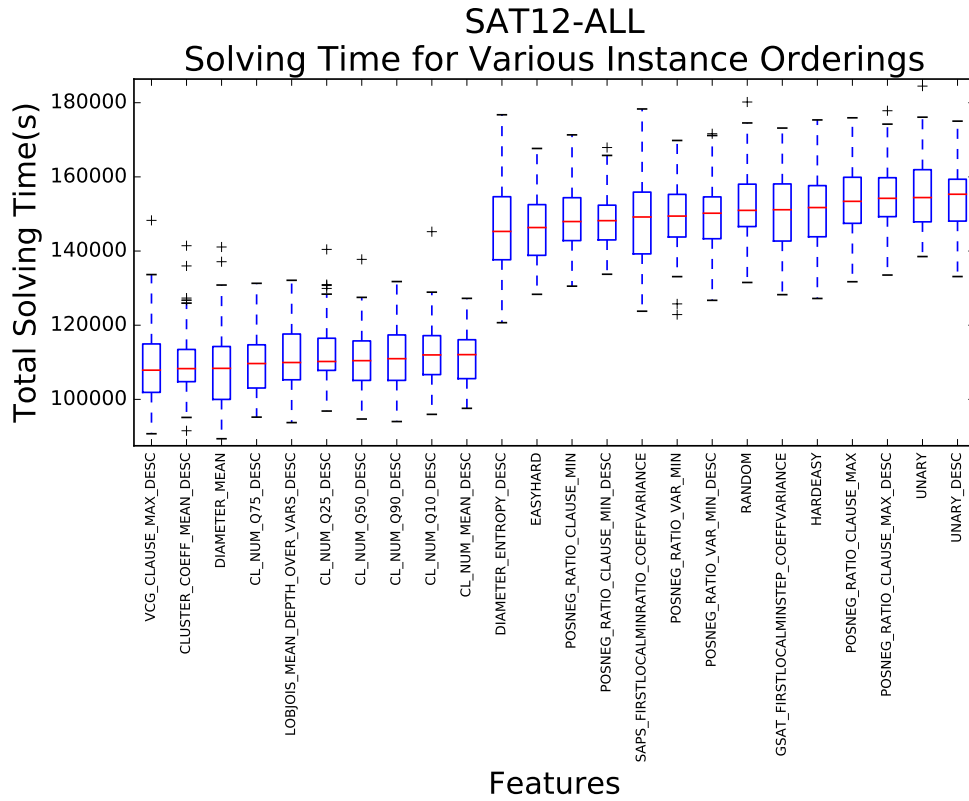 SAT12-ALL
Solving Time for Various Instance Orderings
Total Solving Time(s)
180000
160000
140000
120000
100000
VCG_CLAUSE_MAX_DESC
CLUSTER_COEFF_MEAN_DESC
DIAMETER_MEAN
CL_NUM_Q75_DESC
LOBJOIS_MEAN_DEPTH_OVER_VARS_DESC
CL_NUM_Q25_DESC
CL_NUM_Q50_DESC
CL_NUM_Q90_DESC
CL_NUM_Q10_DESC
CL_NUM_MEAN_DESC
DIAMETER_ENTROPY_DESC
EASYHARD
POSNEG_RATIO_CLAUSE_MIN
POSNEG_RATIO_CLAUSE_MIN_DESC
SAPS_FIRSTLOCALMINRATIO_COEFFVARIANCE
POSNEG_RATIO_VAR_MIN
POSNEG_RATIO_VAR_MIN_DESC
RANDOM
GSAT_FIRSTLOCALMINSTEP_COEFFVARIANCE
HARDEASY
POSNEG_RATIO_CLAUSE_MAX
POSNEG_RATIO_CLAUSE_MAX_DESC
UNARY
UNARY_DESC
Features